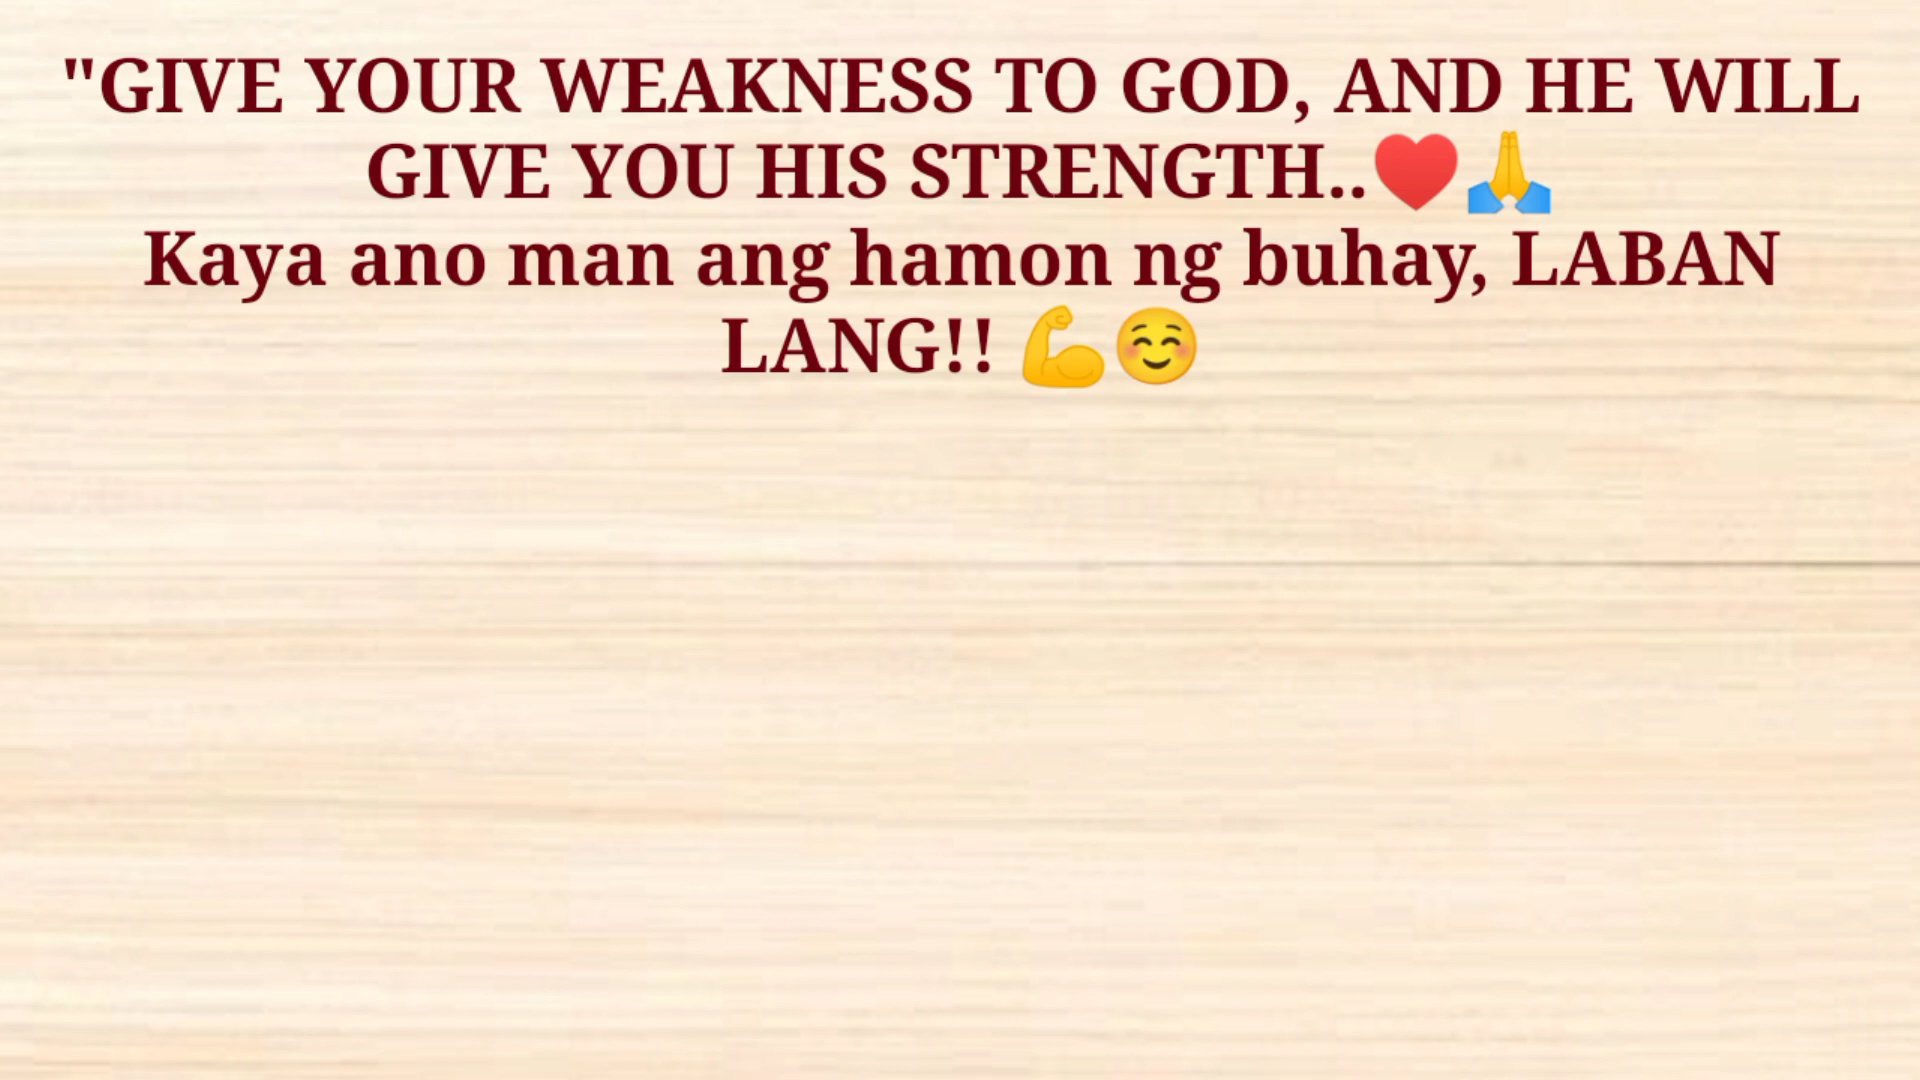 "GIVE YOUR WEAKNESS TO GOD, AND HE WILL
GIVE YOU HIS STRENGTH..♥️🙏
Kaya ano man ang hamon ng buhay, LABAN
LANG!! 💪☺️